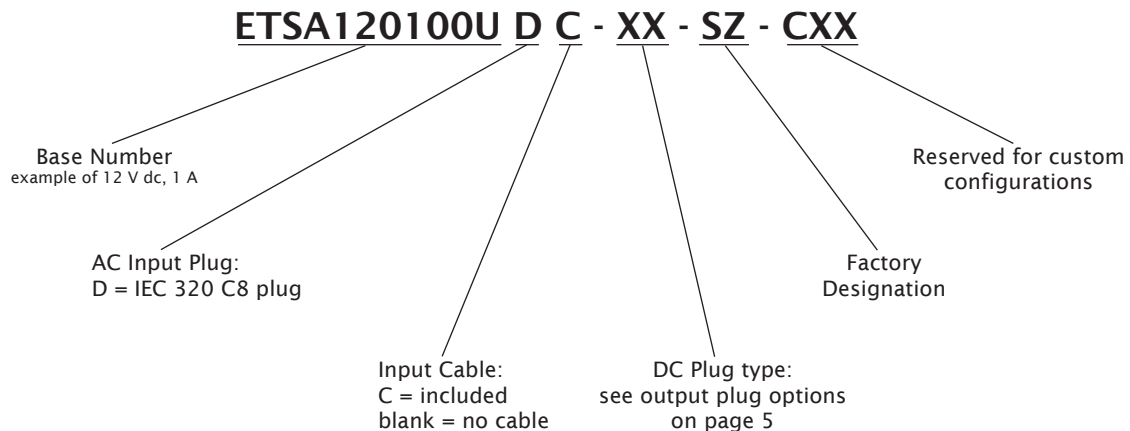 ETSA120100U D C - XX - SZ - CXX
Base Number
example of 12 V dc, 1 A
Reserved for custom
configurations
AC Input Plug:
D = IEC 320 C8 plug
Factory
Designation
Input Cable:
C = included
blank = no cable
DC Plug type:
see output plug options
on page 5